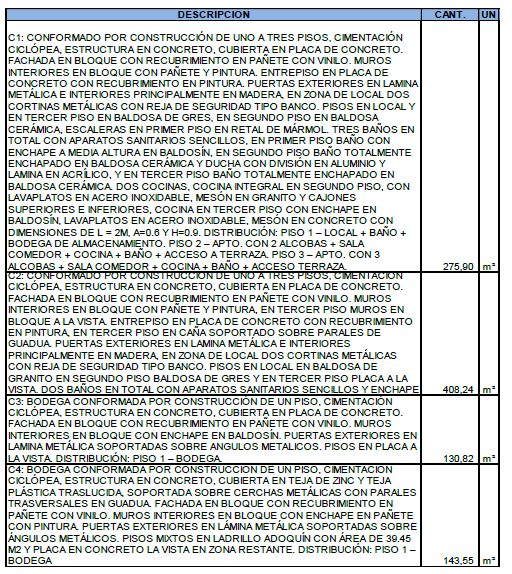 DESCRIPCION CANT. UN
C1: CONFORMADO POR CONSTRUCCIÓN DE UNO A TRES PISOS, CIMENTACIÓN
CICLÓPEA, ESTRUCTURA EN CONCRETO, CUBIERTA EN PLACA DE CONCRETO.
FACHADA EN BLOQUE CON RECUBRIMIENTO EN PAÑETE CON VINILO. MUROS
INTERIORES EN BLOQUE CON PAÑETE Y PINTURA. ENTREPISO EN PLACA DE
CONCRETO CON RECUBRIMIENTO EN PINTURA. PUERTAS EXTERIORES EN LAMINA
METÁLICA E INTERIORES PRINCIPALMENTE EN MADERA, EN ZONA DE LOCAL DOS
CORTINAS METÁLICAS CON REJA DE SEGURIDAD TIPO BANCO. PISOS EN LOCAL Y
EN TERCER PISO EN BALDOSA DE GRES, EN SEGUNDO PISO EN BALDOSA
CERÁMICA, ESCALERAS EN PRIMER PISO EN RETAL DE MÁRMOL. TRES BAÑOS EN
TOTAL CON APARATOS SANITARIOS SENCILLOS, EN PRIMER PISO BAÑO CON
ENCHAPE A MEDIA ALTURA EN BALDOSÍN, EN SEGUNDO PISO BAÑO TOTALMENTE
ENCHAPADO EN BALDOSA CERÁMICA Y DUCHA CON DIVISIÓN EN ALUMINIO Y
LAMINA EN ACRÍLICO, Y EN TERCER PISO BAÑO TOTALMENTE ENCHAPADO EN
BALDOSA CERÁMICA. DOS COCINAS, COCINA INTEGRAL EN SEGUNDO PISO, CON
LAVAPLATOS EN ACERO INOXIDABLE, MESÓN EN GRANITO Y CAJONES
SUPERIORES E INFERIORES, COCINA EN TERCER PISO CON ENCHAPE EN
BALDOSÍN, LAVAPLATOS EN ACERO INOXIDABLE, MESÓN EN CONCRETO CON
DIMENSIONES DE L = 2M, A=0.6 Y H=0.9. DISTRIBUCIÓN: PISO 1 – LOCAL + BAÑO +
BODEGA DE ALMACENAMIENTO. PISO 2 – APTO. CON 2 ALCOBAS + SALA
COMEDOR + COCINA + BAÑO + ACCESO A TERRAZA. PISO 3 – APTO. CON 3
ALCOBAS + SALA COMEDOR + COCINA + BAÑO + ACCESO TERRAZA. 275,90 m²
C2: CONFORMADO POR CONSTRUCCIÓN DE UNO A TRES PISOS, CIMENTACIÓN
CICLÓPEA, ESTRUCTURA EN CONCRETO, CUBIERTA EN PLACA DE CONCRETO.
FACHADA EN BLOQUE CON RECUBRIMIENTO EN PAÑETE CON VINILO. MUROS
INTERIORES EN BLOQUE CON PAÑETE Y PINTURA, EN TERCER PISO MUROS EN
BLOQUE A LA VISTA. ENTREPISO EN PLACA DE CONCRETO CON RECUBRIMIENTO
EN PINTURA, EN TERCER PISO EN CAÑA SOPORTADO SOBRE PARALES DE
GUADUA. PUERTAS EXTERIORES EN LAMINA METÁLICA E INTERIORES
PRINCIPALMENTE EN MADERA, EN ZONA DE LOCAL DOS CORTINAS METÁLICAS
CON REJA DE SEGURIDAD TIPO BANCO. PISOS EN LOCAL EN BALDOSA DE
GRANITO EN SEGUNDO PISO BALDOSA DE GRES Y EN TERCER PISO PLACA A LA
VISTA. DOS BAÑOS EN TOTAL CON APARATOS SANITARIOS SENCILLOS Y ENCHAPE 408,24 m²
C3: BODEGA CONFORMADA POR CONSTRUCCIÓN DE UN PISO, CIMENTACIÓN
CICLÓPEA, ESTRUCTURA EN CONCRETO, CUBIERTA EN PLACA DE CONCRETO.
FACHADA EN BLOQUE CON RECUBRIMIENTO EN PAÑETE CON VINILO. MUROS
INTERIORES EN BLOQUE CON ENCHAPE EN BALDOSÍN. PUERTAS EXTERIORES EN
LAMINA METÁLICA SOPORTADAS SOBRE ANGULOS METALICOS. PISOS EN PLACA A
LA VISTA. DISTRIBUCIÓN: PISO 1 – BODEGA. 130,82 m²
C4: BODEGA CONFORMADA POR CONSTRUCCIÓN DE UN PISO, CIMENTACIÓN
CICLÓPEA, ESTRUCTURA EN CONCRETO, CUBIERTA EN TEJA DE ZINC Y TEJA
PLÁSTICA TRASLUCIDA, SOPORTADA SOBRE CERCHAS METÁLICAS CON PARALES
TRASVERSALES EN GUADUA. FACHADA EN BLOQUE CON RECUBRIMIENTO EN
PAÑETE CON VINILO. MUROS INTERIORES EN BLOQUE CON ENCHAPE EN PAÑETE
CON PINTURA. PUERTAS EXTERIORES EN LÁMINA METÁLICA SOPORTADAS SOBRE
ÁNGULOS METÁLICOS. PISOS MIXTOS EN LADRILLO ADOQUÍN CON ÁREA DE 39.45
M2 Y PLACA EN CONCRETO LA VISTA EN ZONA RESTANTE. DISTRIBUCIÓN: PISO 1 –
BODEGA 143,55 m²